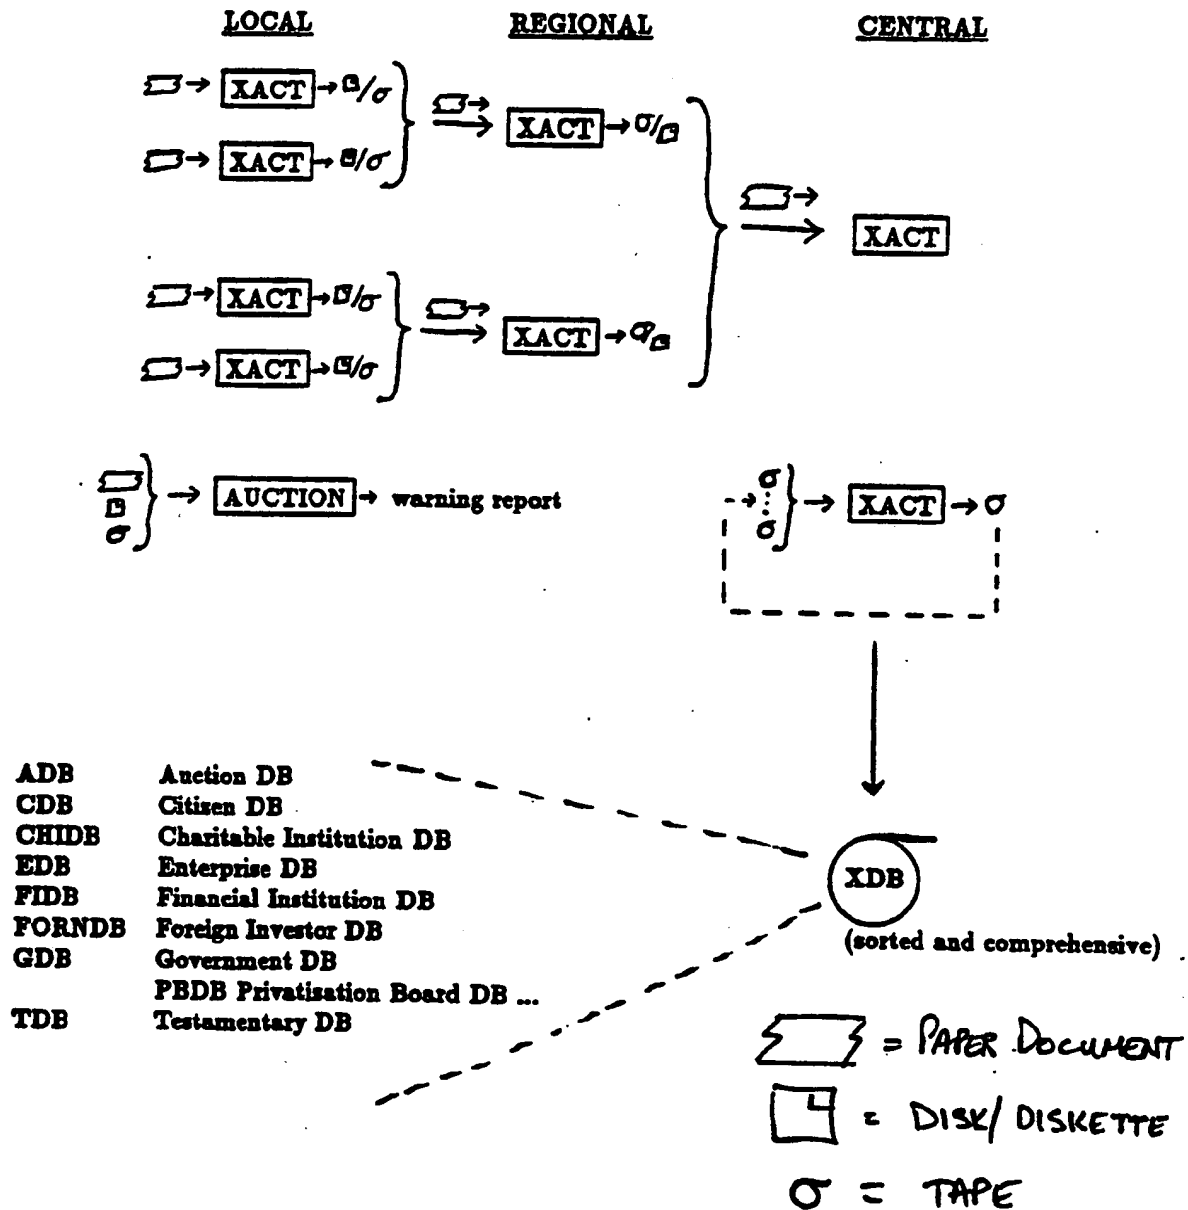 LOCAL REGIONAL CENTRAL
XACT /σ
XACT σ/
XACT /σ
XACT
XACT /σ
XACT σ/
XACT /σ
AUCTION warning report
σ
σ
σ
XACT σ
ADB Auction DB
CDB Citizen DB
CHIDB Charitable Institution DB
EDB Enterprise DB
FIDB Financial Institution DB
FORNDB Foreign Investor DB
GDB Government DB
PBDB Privatisation Board DB ...
TDB Testamentary DB
XDB
(sorted and comprehensive)
= PAPER DOCUMENT
= DISK/DISKETTE
σ = TAPE